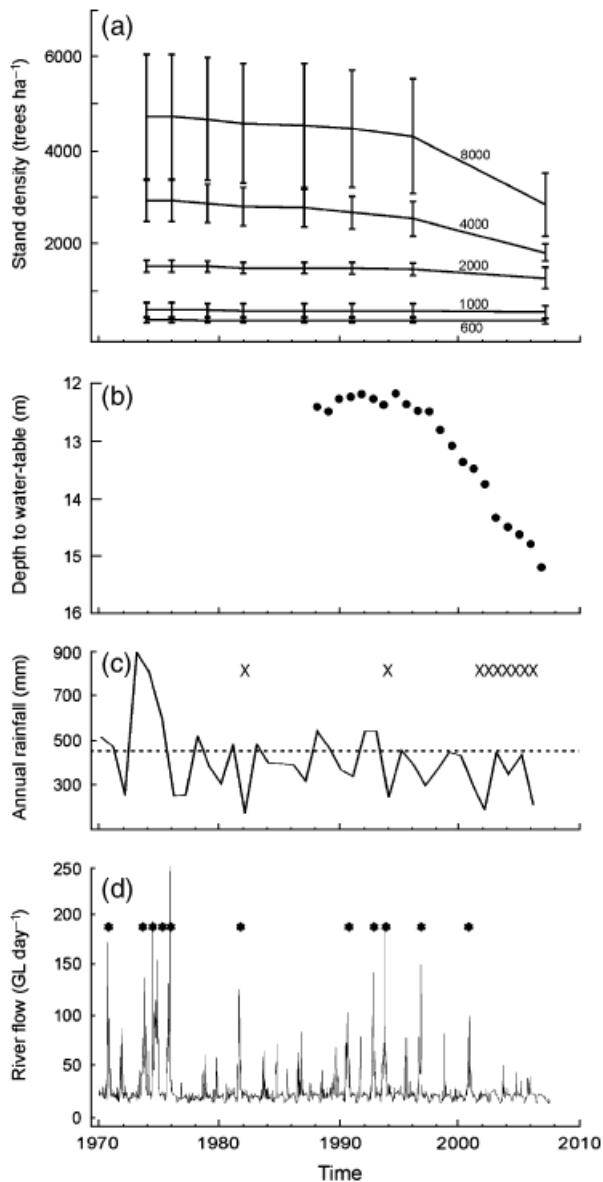 (a)
Stand density (trees ha⁻¹)
6000
4000
2000
8000
4000
2000
1000
600
(b)
Depth to water-table (m)
12
13
14
15
16
(c)
Annual rainfall (mm)
900
700
500
300
X X XXXXXXX
(d)
River flow (GL day⁻¹)
250
200
150
100
50
0
1970 1980 1990 2000 2010
Time